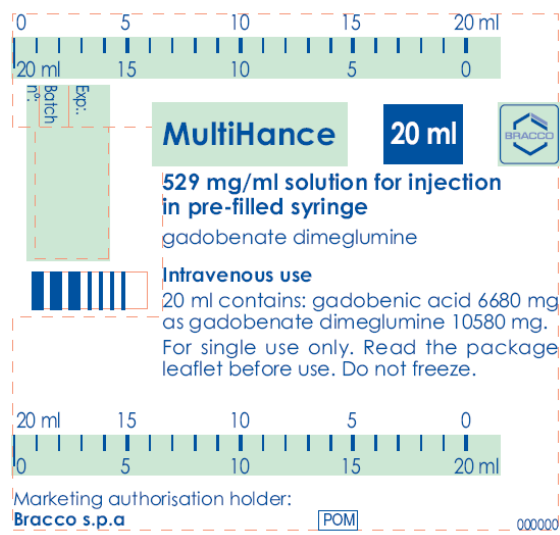 0 5 10 15 20 ml
20 ml 15 10 5 0
Exp:.
Batch
n°:
MultiHance 20 ml
BRACCO
529 mg/ml solution for injection
in pre-filled syringe
gadobenate dimeglumine
Intravenous use
20 ml contains: gadobenic acid 6680 mg
as gadobenate dimeglumine 10580 mg.
For single use only. Read the package
leaflet before use. Do not freeze.
20 ml 15 10 5 0
0 5 10 15 20 ml
Marketing authorisation holder:
Bracco s.p.a POM 000000